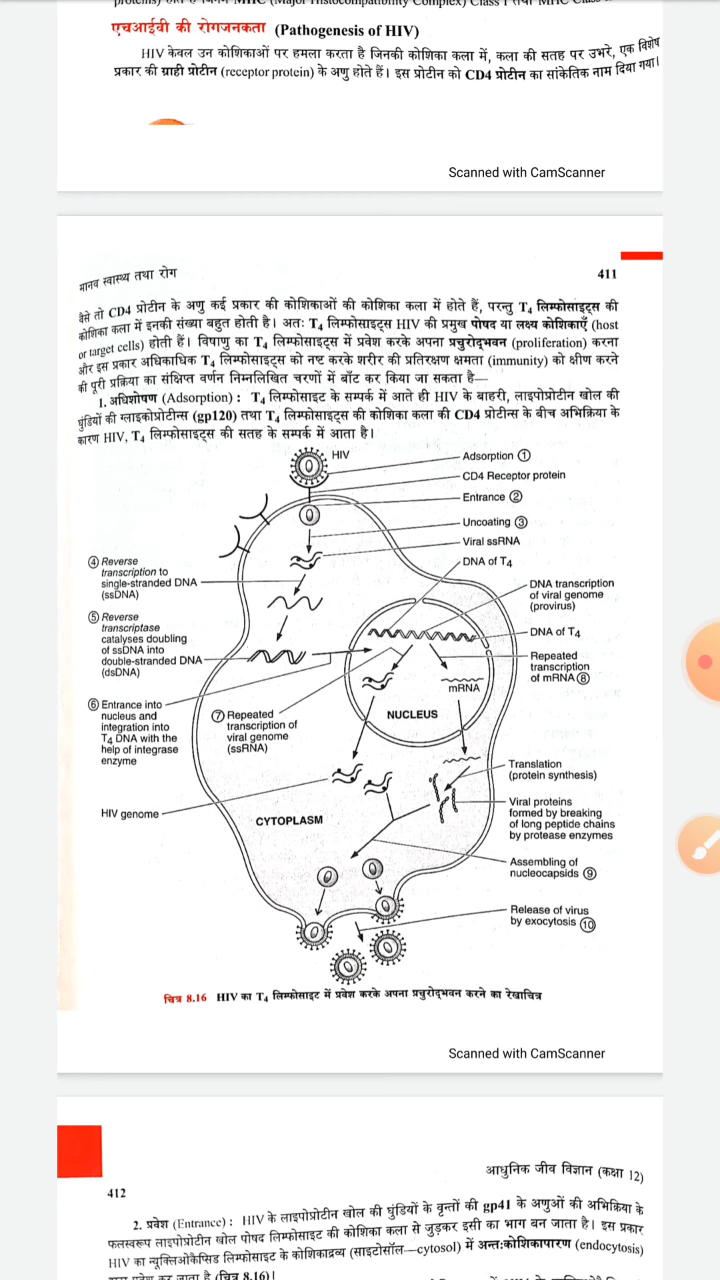 एचआईवी की रोगजनकता (Pathogenesis of HIV)
HIV केवल उन कोशिकाओं पर हमला करता है जिनकी कोशिका कला में, कला की सतह पर उभरे, एक विशेष
प्रकार की ग्राही प्रोटीन (receptor protein) के अणु होते हैं। इस प्रोटीन को CD4 प्रोटीन का सांकेतिक नाम दिया गया।
Scanned with CamScanner
मानव स्वास्थ्य तथा रोग
411
वैसे तो CD4 प्रोटीन के अणु कई प्रकार की कोशिकाओं की कोशिका कला में होते हैं, परन्तु T₄ लिम्फोसाइट्स की
कोशिका कला में इनकी संख्या बहुत होती है। अतः T₄ लिम्फोसाइट्स HIV की प्रमुख पोषद या लक्ष्य कोशिकाएँ (host
or target cells) होती हैं। विषाणु का T₄ लिम्फोसाइट्स में प्रवेश करके अपना प्रचुरोद्‌भवन (proliferation) करना
और इस प्रकार अधिकाधिक T₄ लिम्फोसाइट्स को नष्ट करके शरीर की प्रतिरक्षण क्षमता (immunity) को क्षीण करने
की पूरी प्रक्रिया का संक्षिप्त वर्णन निम्नलिखित चरणों में बाँट कर किया जा सकता है—
1. अधिशोषण (Adsorption) : T₄ लिम्फोसाइट के सम्पर्क में आते ही HIV के बाहरी, लाइपोप्रोटीन खोल की
घुंडियों की ग्लाइकोप्रोटीन्स (gp120) तथा T₄ लिम्फोसाइट्स की कोशिका कला की CD4 प्रोटीन्स के बीच अभिक्रिया के
कारण HIV, T₄ लिम्फोसाइट्स की सतह के सम्पर्क में आता है।
HIV
Adsorption ①
CD4 Receptor protein
Entrance ②
Uncoating ③
Viral ssRNA
DNA of T₄
④ Reverse
transcription to
single-stranded DNA
(ssDNA)
DNA transcription
of viral genome
(provirus)
⑤ Reverse
transcriptase
catalyses doubling
of ssDNA into
double-stranded DNA
(dsDNA)
DNA of T₄
Repeated
transcription
of mRNA ⑧
mRNA
⑥ Entrance into
nucleus and
integration into
T₄ DNA with the
help of integrase
enzyme
⑦ Repeated
transcription of
viral genome
(ssRNA)
NUCLEUS
Translation
(protein synthesis)
HIV genome
CYTOPLASM
Viral proteins
formed by breaking
of long peptide chains
by protease enzymes
Assembling of
nucleocapsids ⑨
Release of virus
by exocytosis ⑩
चित्र 8.16 HIV का T₄ लिम्फोसाइट में प्रवेश करके अपना प्रचुरोद्‌भवन करने का रेखाचित्र
Scanned with CamScanner
आधुनिक जीव विज्ञान (कक्षा 12)
412
2. प्रवेश (Entrance) : HIV के लाइपोप्रोटीन खोल की घुंडियों के वृन्तों की gp41 के अणुओं की अभिक्रिया के
फलस्वरूप लाइपोप्रोटीन खोल पोषद लिम्फोसाइट की कोशिका कला से जुड़कर इसी का भाग बन जाता है। इस प्रकार
HIV का न्यूक्लिओकैप्सिड लिम्फोसाइट के कोशिकाद्रव्य (साइटोसॉल—cytosol) में अन्तःकोशिकापारण (endocytosis)